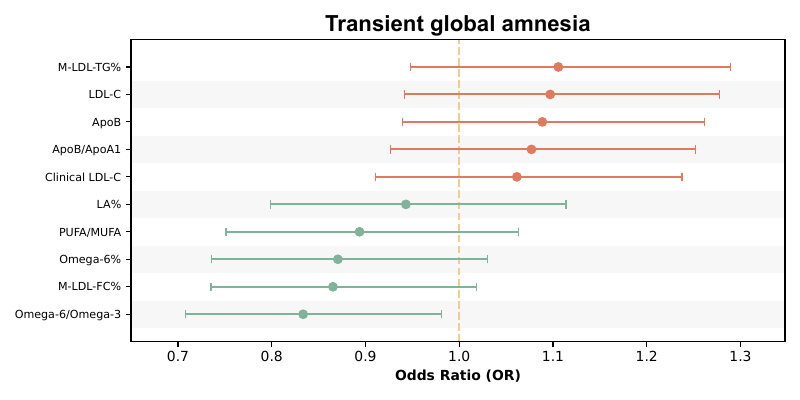 Transient global amnesia
M-LDL-TG%
LDL-C
ApoB
ApoB/ApoA1
Clinical LDL-C
LA%
PUFA/MUFA
Omega-6%
M-LDL-FC%
Omega-6/Omega-3
0.7 0.8 0.9 1.0 1.1 1.2 1.3
Odds Ratio (OR)